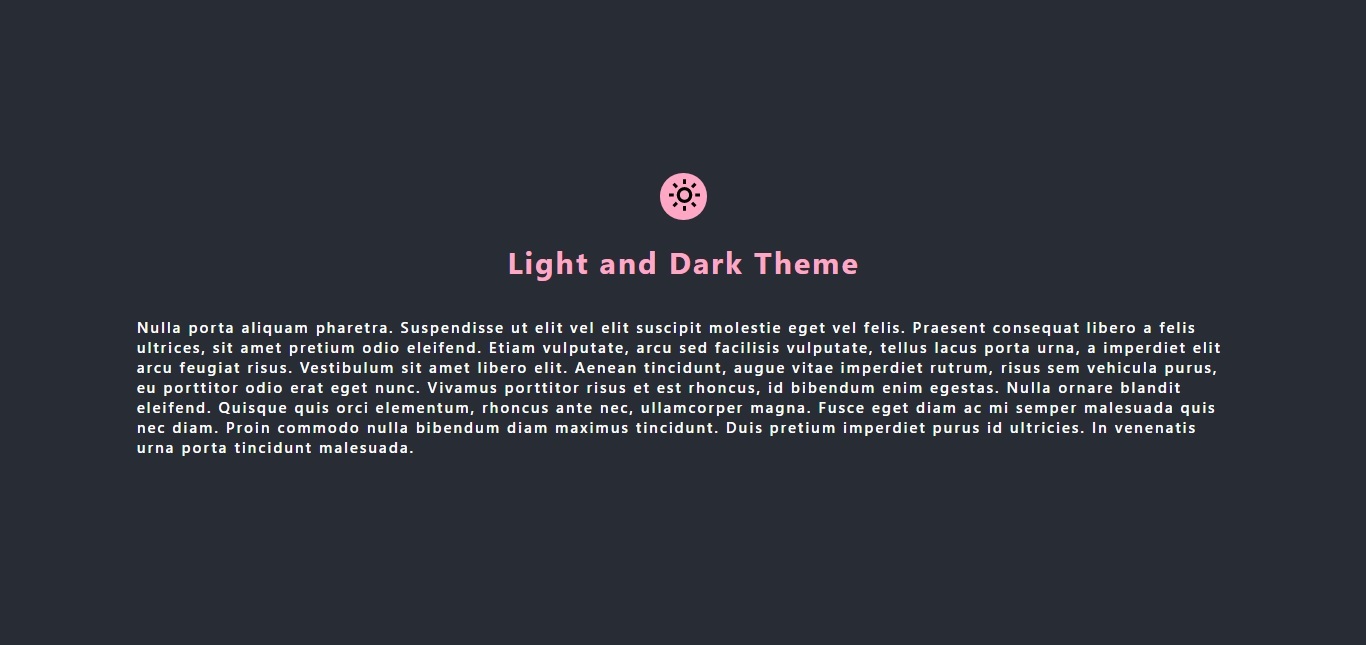 Light and Dark Theme
Nulla porta aliquam pharetra. Suspendisse ut elit vel elit suscipit molestie eget vel felis. Praesent consequat libero a felis
ultrices, sit amet pretium odio eleifend. Etiam vulputate, arcu sed facilisis vulputate, tellus lacus porta urna, a imperdiet elit
arcu feugiat risus. Vestibulum sit amet libero elit. Aenean tincidunt, augue vitae imperdiet rutrum, risus sem vehicula purus,
eu porttitor odio erat eget nunc. Vivamus porttitor risus et est rhoncus, id bibendum enim egestas. Nulla ornare blandit
eleifend. Quisque quis orci elementum, rhoncus ante nec, ullamcorper magna. Fusce eget diam ac mi semper malesuada quis
nec diam. Proin commodo nulla bibendum diam maximus tincidunt. Duis pretium imperdiet purus id ultricies. In venenatis
urna porta tincidunt malesuada.